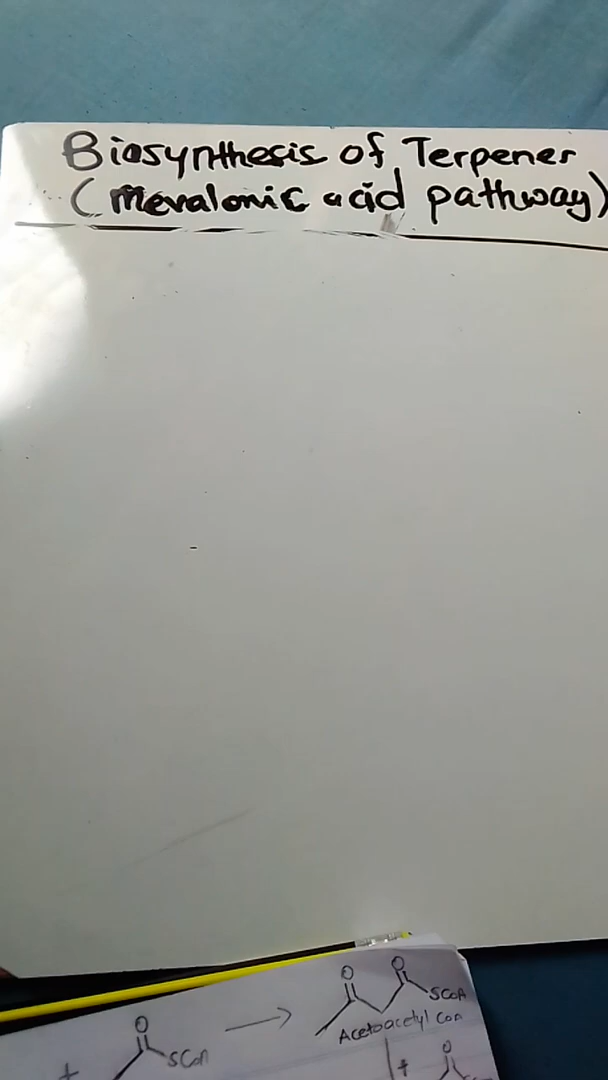 Biosynthesis of Terpener
(mevalonic acid pathway)
O O
SCoA
Acetoacetyl Coa
O
+ SCoA
+ O